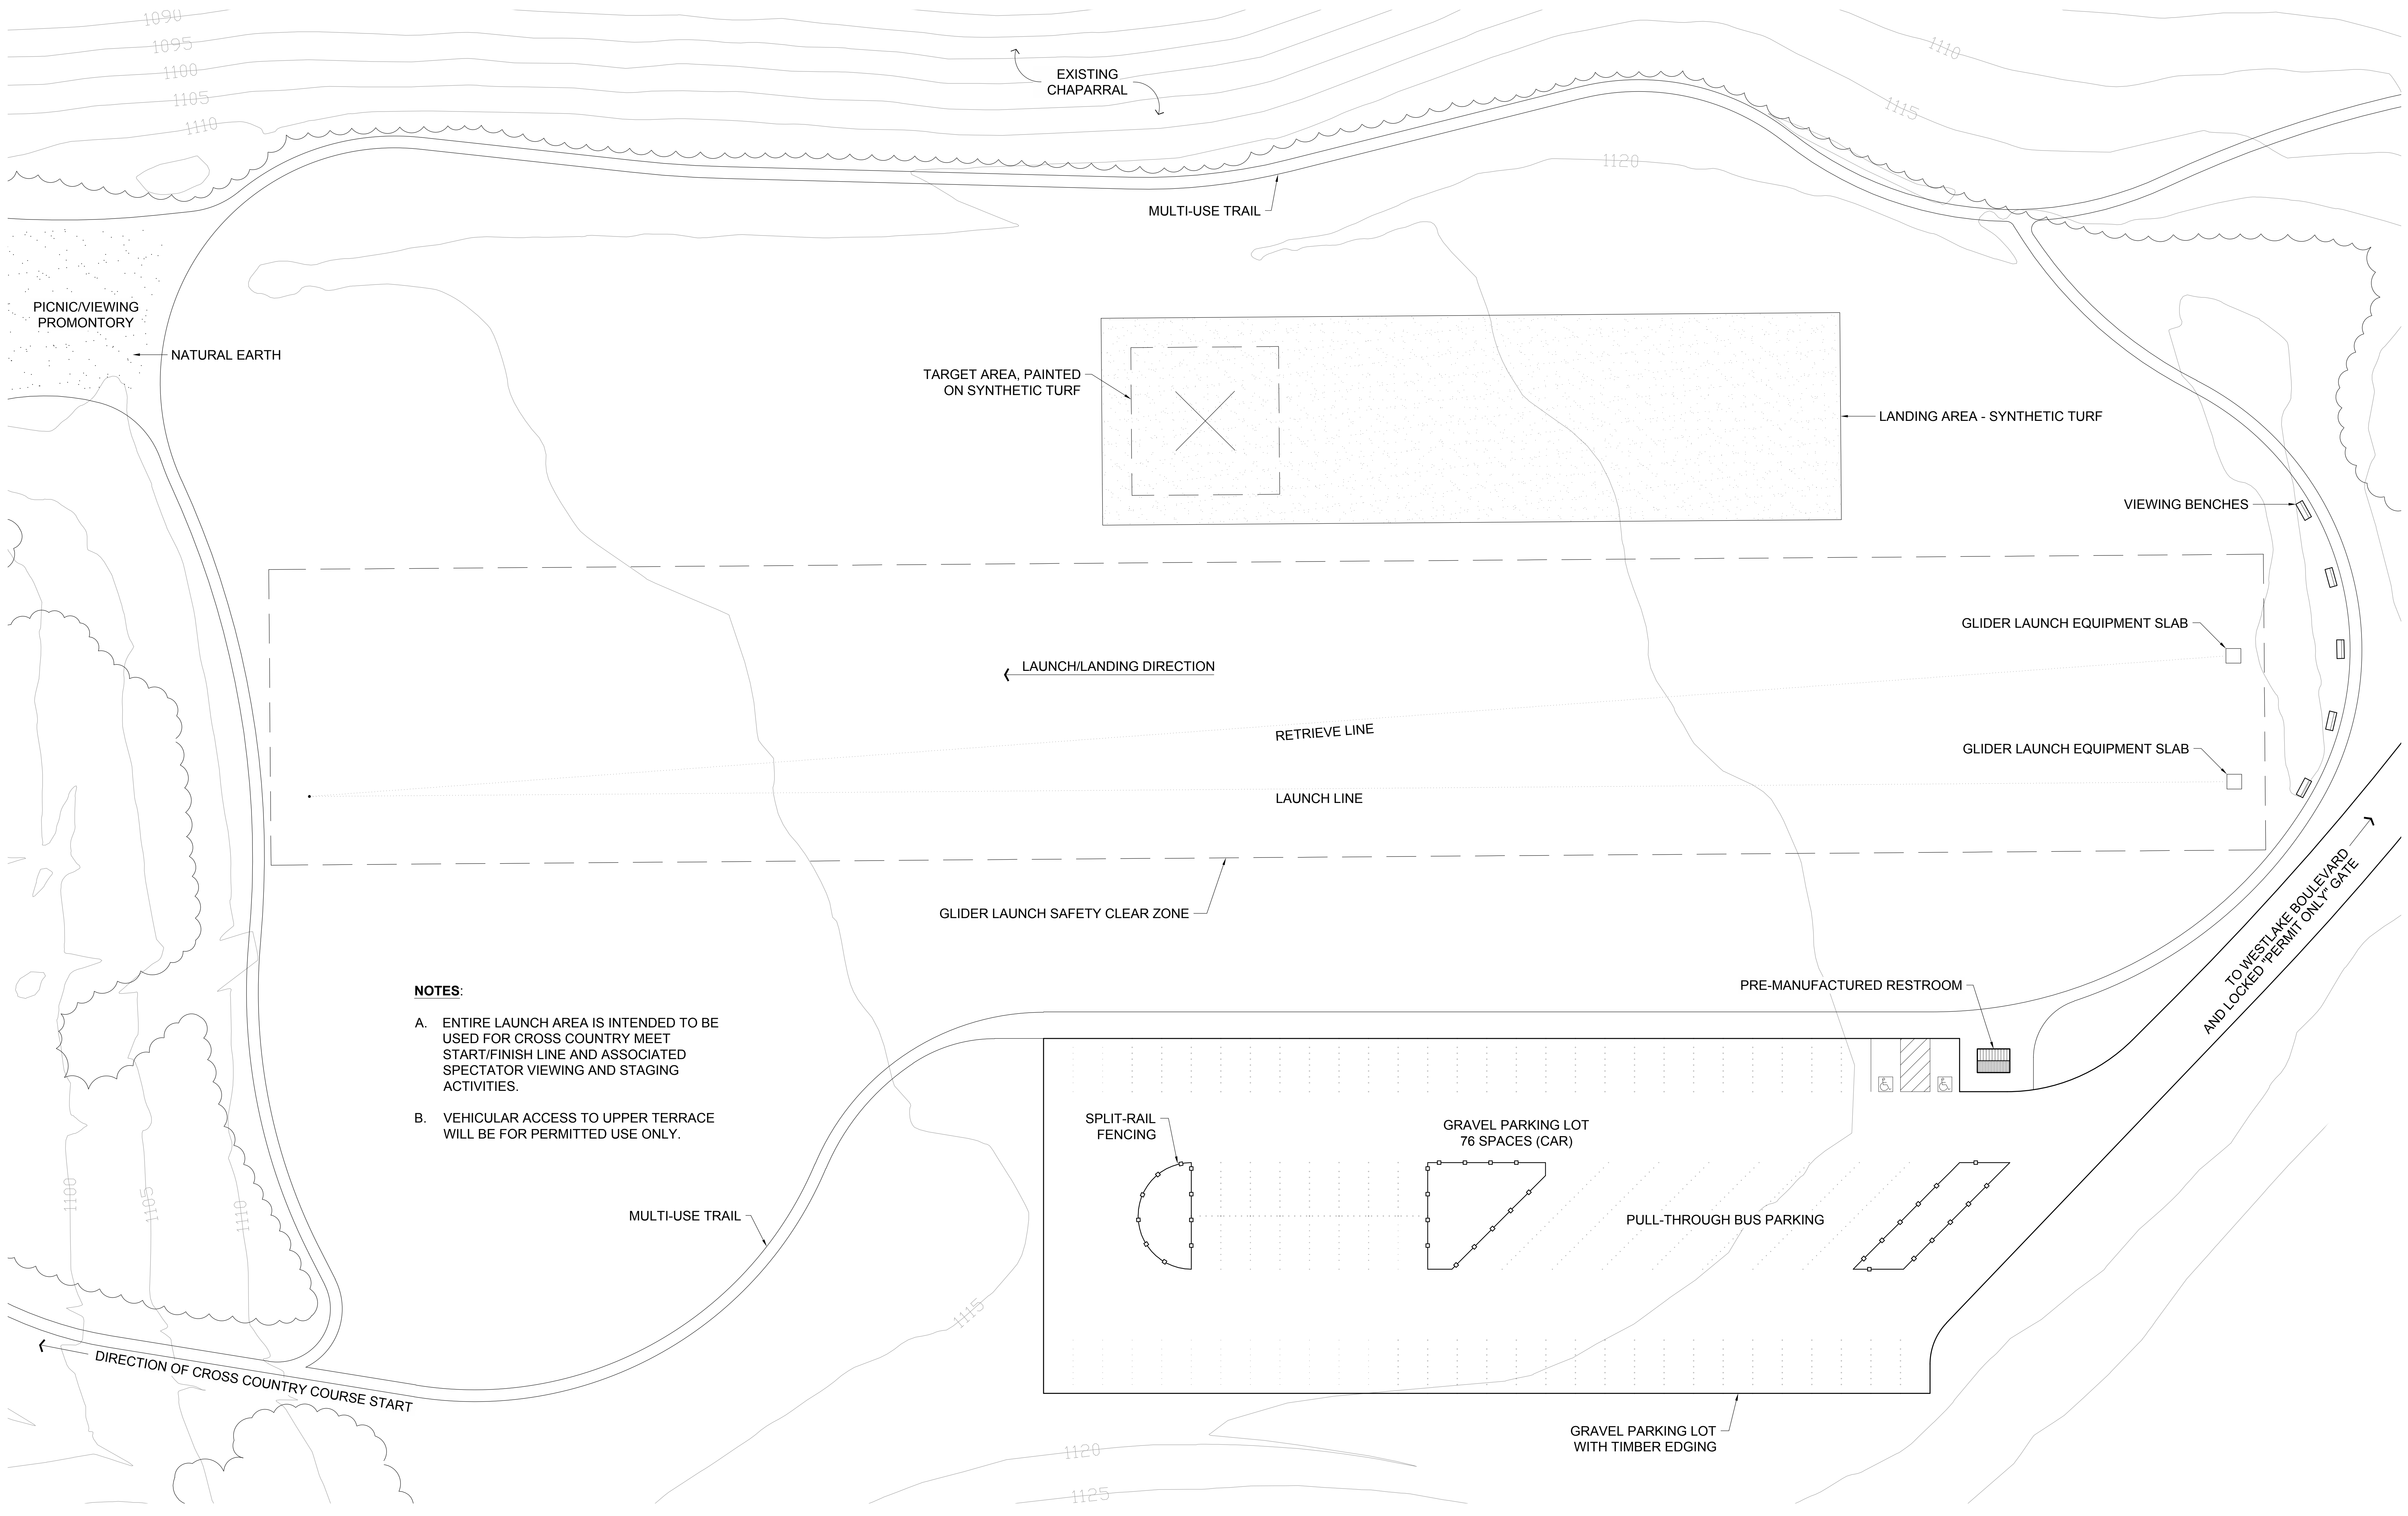 1090
1095
1100
1105
1110
EXISTING
CHAPARRAL
1110
1115
1120
MULTI-USE TRAIL
PICNIC/VIEWING
PROMONTORY
NATURAL EARTH
TARGET AREA, PAINTED
ON SYNTHETIC TURF
LANDING AREA - SYNTHETIC TURF
VIEWING BENCHES
GLIDER LAUNCH EQUIPMENT SLAB
LAUNCH/LANDING DIRECTION
RETRIEVE LINE
GLIDER LAUNCH EQUIPMENT SLAB
LAUNCH LINE
GLIDER LAUNCH SAFETY CLEAR ZONE
TO WESTLAKE BOULEVARD
AND LOCKED "PERMIT ONLY" GATE
PRE-MANUFACTURED RESTROOM
NOTES:
A. ENTIRE LAUNCH AREA IS INTENDED TO BE
USED FOR CROSS COUNTRY MEET
START/FINISH LINE AND ASSOCIATED
SPECTATOR VIEWING AND STAGING
ACTIVITIES.
B. VEHICULAR ACCESS TO UPPER TERRACE
WILL BE FOR PERMITTED USE ONLY.
SPLIT-RAIL
FENCING
GRAVEL PARKING LOT
76 SPACES (CAR)
PULL-THROUGH BUS PARKING
MULTI-USE TRAIL
1100
1105
1110
1115
DIRECTION OF CROSS COUNTRY COURSE START
GRAVEL PARKING LOT
WITH TIMBER EDGING
1120
1125